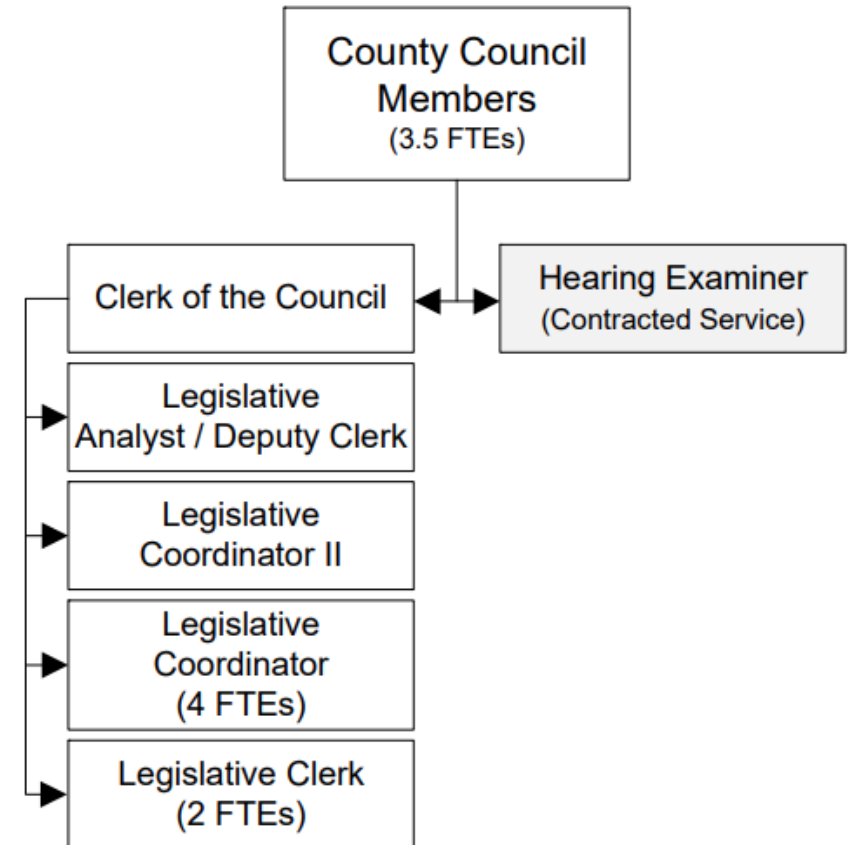 County Council
Members
(3.5 FTEs)
Clerk of the Council
Hearing Examiner
(Contracted Service)
Legislative
Analyst / Deputy Clerk
Legislative
Coordinator II
Legislative
Coordinator
(4 FTEs)
Legislative Clerk
(2 FTEs)